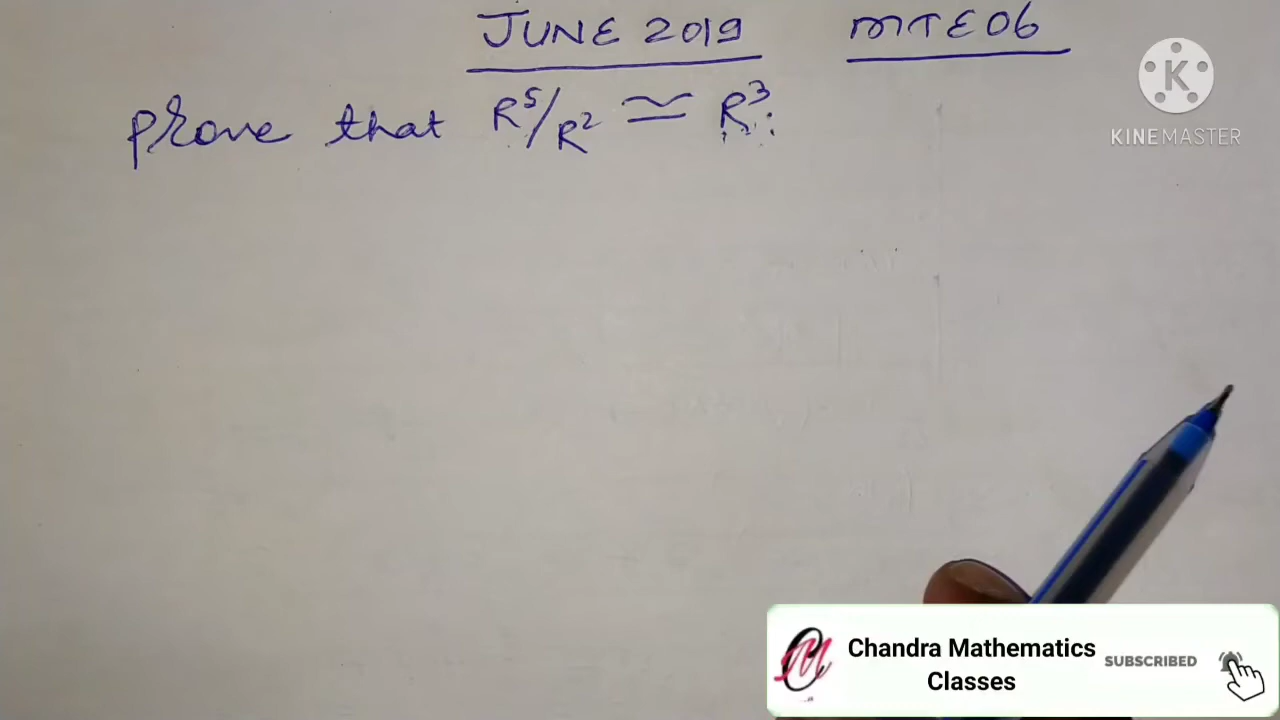 JUNE 2019 MTE06
prove that R⁵/R² ≃ R³.
KINEMASTER
Chandra Mathematics
Classes
SUBSCRIBED